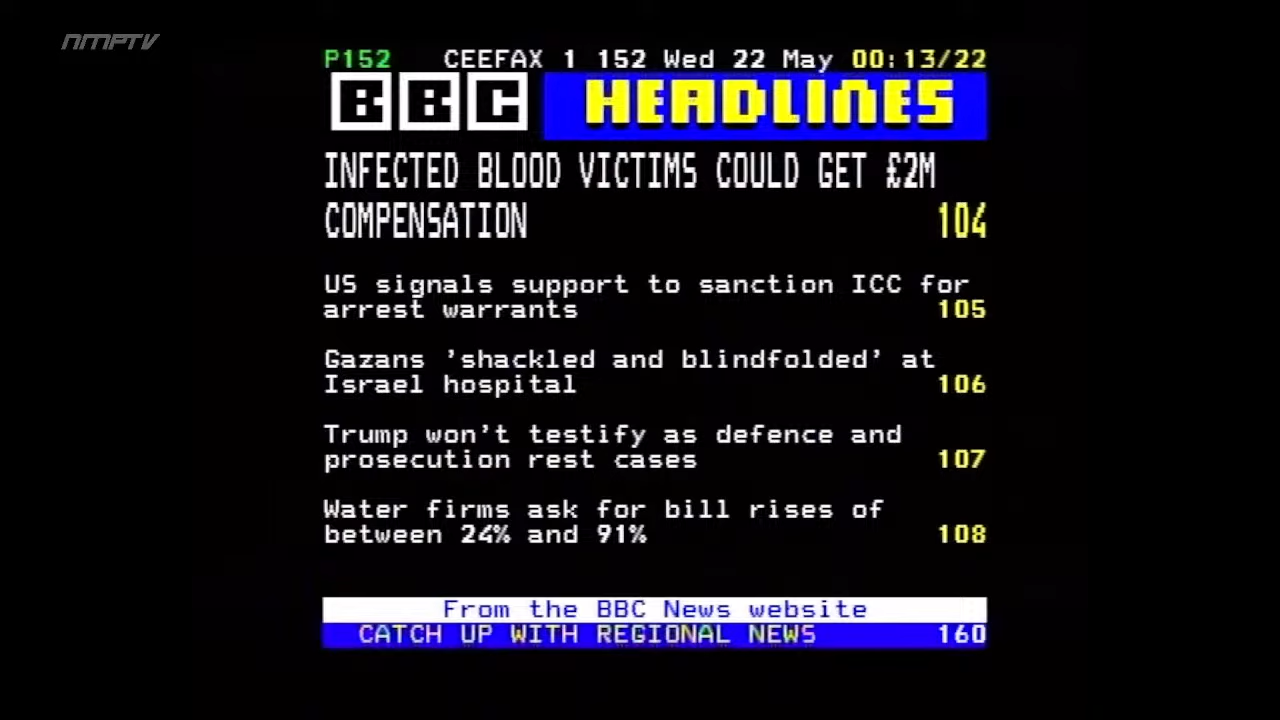 NMPTV
P152 CEEFAX 1 152 Wed 22 May 00:13/22
BBC HEADLINES
INFECTED BLOOD VICTIMS COULD GET £2M
COMPENSATION 104
US signals support to sanction ICC for
arrest warrants 105
Gazans 'shackled and blindfolded' at
Israel hospital 106
Trump won't testify as defence and
prosecution rest cases 107
Water firms ask for bill rises of
between 24% and 91% 108
From the BBC News website
CATCH UP WITH REGIONAL NEWS 160